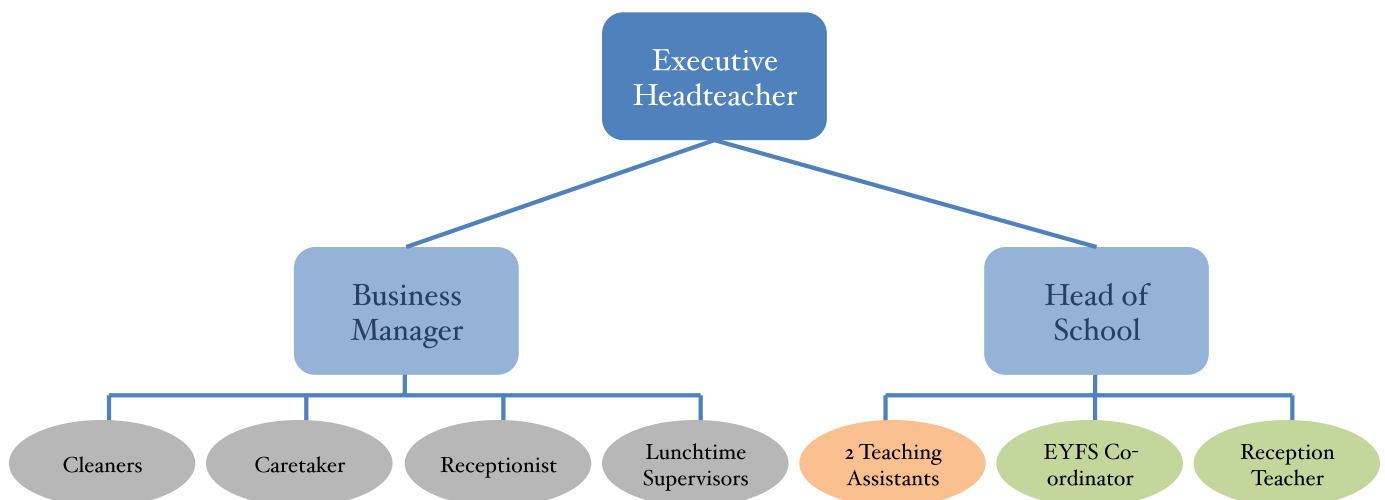 Executive
Headteacher
Business
Manager
Head of
School
Cleaners
Caretaker
Receptionist
Lunchtime
Supervisors
2 Teaching
Assistants
EYFS Co-
ordinator
Reception
Teacher